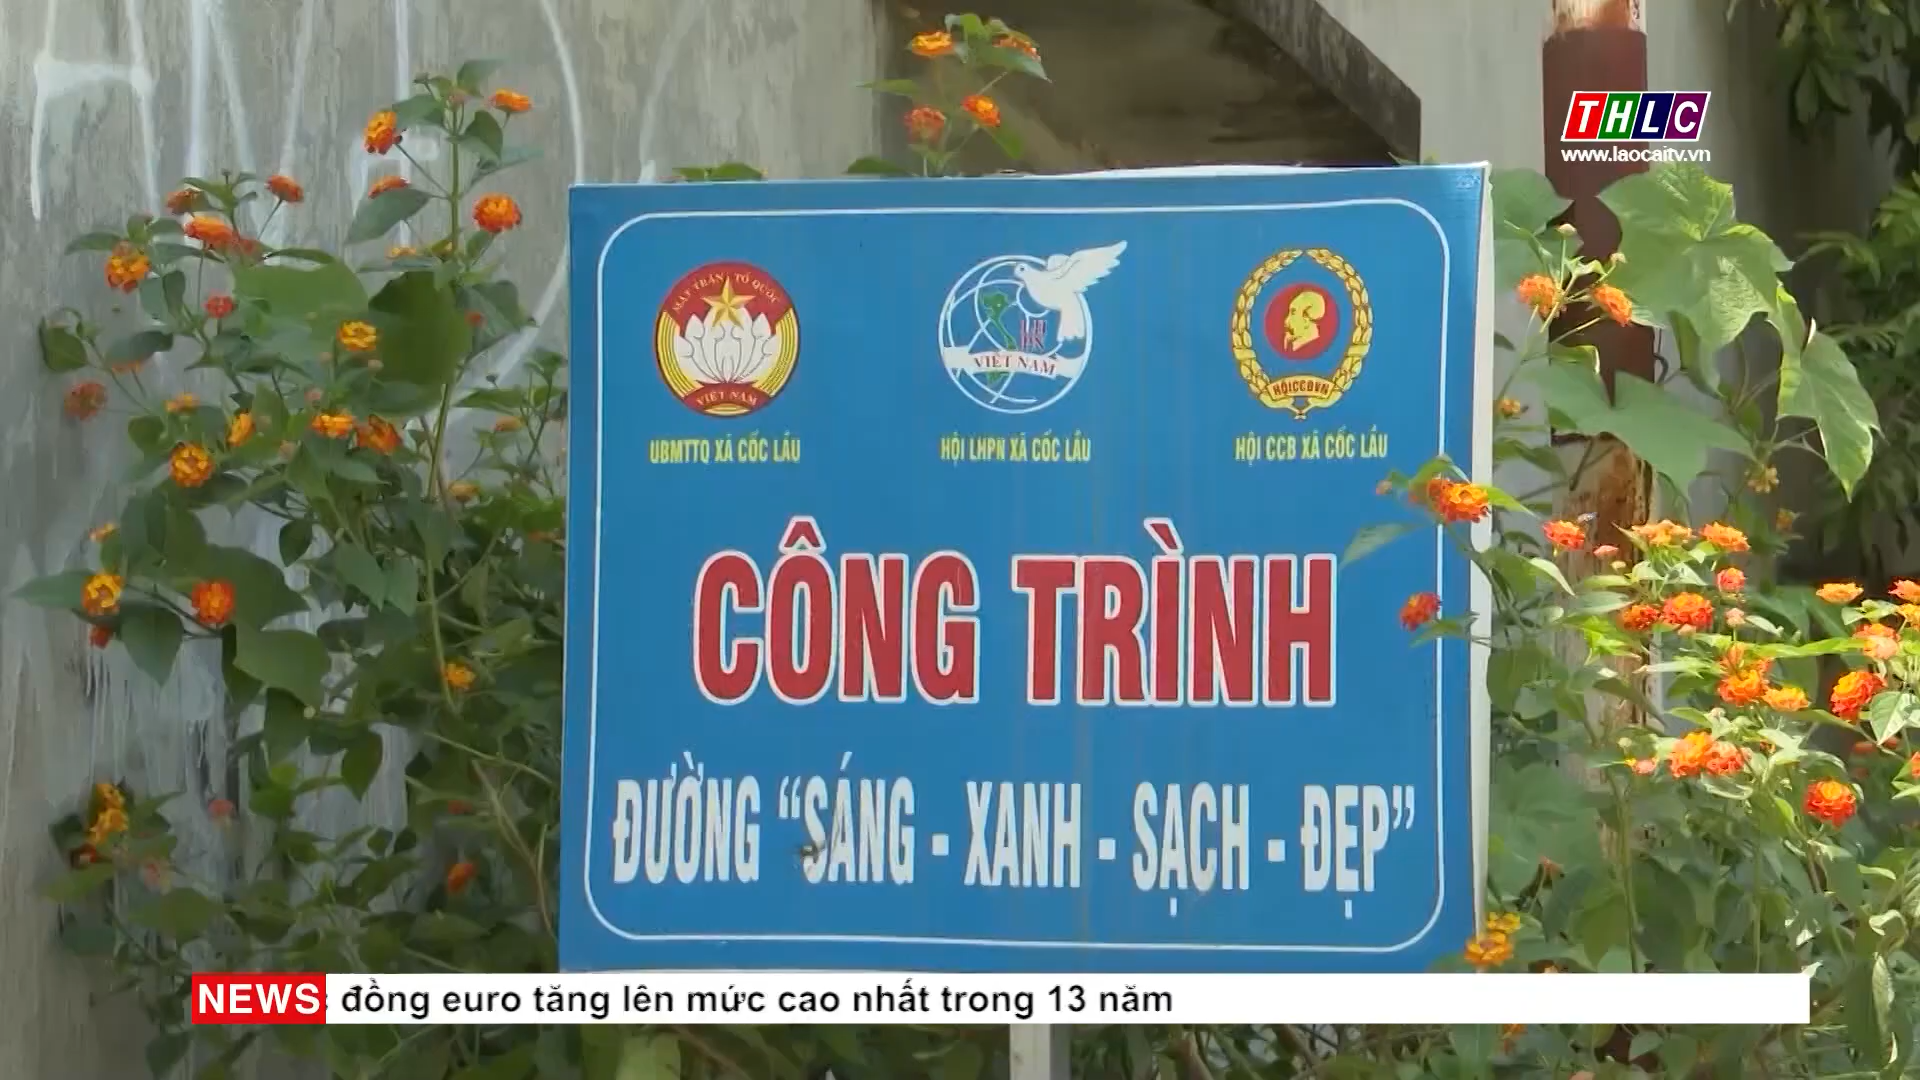 THLC
www.laocaitv.vn
MẶT TRẬN TỔ QUỐC
VIỆT NAM
VIỆT NAM
HỘI CCBVN
UBMTTQ XÃ CỐC LẦU
HỘI LHPN XÃ CỐC LẦU
HỘI CCB XÃ CỐC LẦU
CÔNG TRÌNH
ĐƯỜNG “SÁNG - XANH - SẠCH - ĐẸP”
NEWS đồng euro tăng lên mức cao nhất trong 13 năm